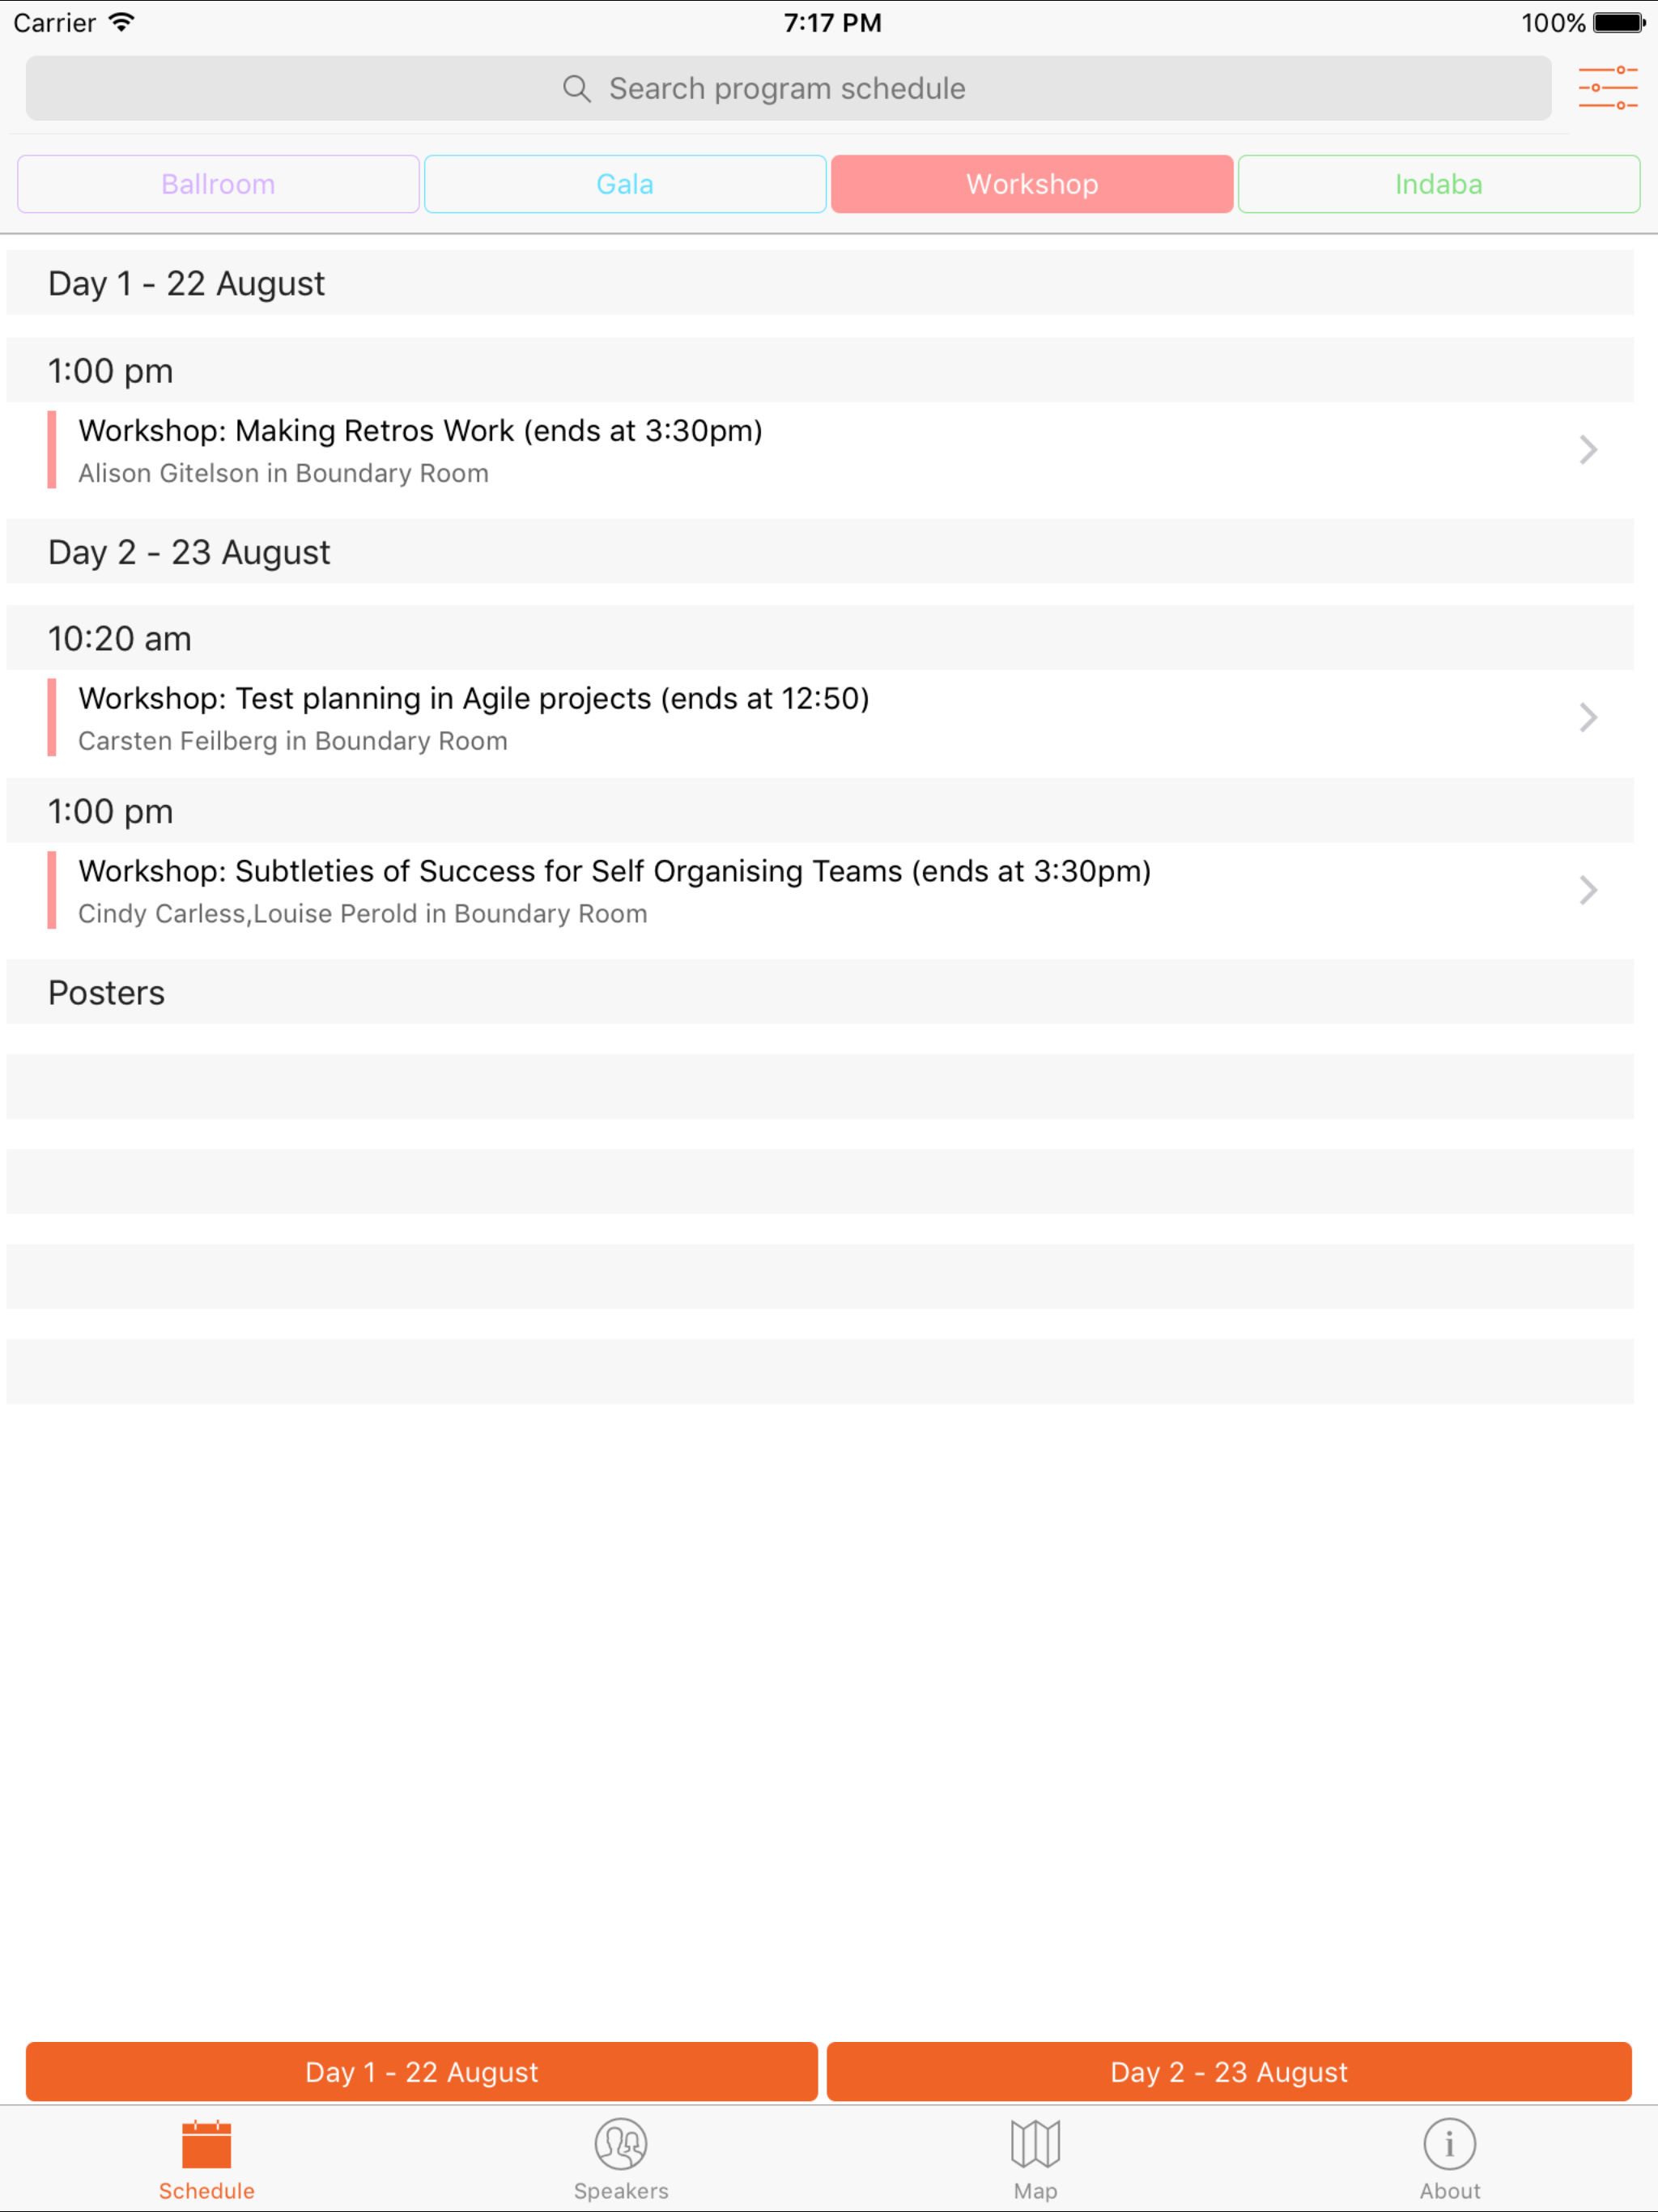 Carrier
7:17 PM
100%
Search program schedule
Ballroom
Gala
Workshop
Indaba
Day 1 - 22 August
1:00 pm
Workshop: Making Retros Work (ends at 3:30pm)
Alison Gitelson in Boundary Room
Day 2 - 23 August
10:20 am
Workshop: Test planning in Agile projects (ends at 12:50)
Carsten Feilberg in Boundary Room
1:00 pm
Workshop: Subtleties of Success for Self Organising Teams (ends at 3:30pm)
Cindy Carless,Louise Perold in Boundary Room
Posters
Day 1 - 22 August
Day 2 - 23 August
Schedule
Speakers
Map
About